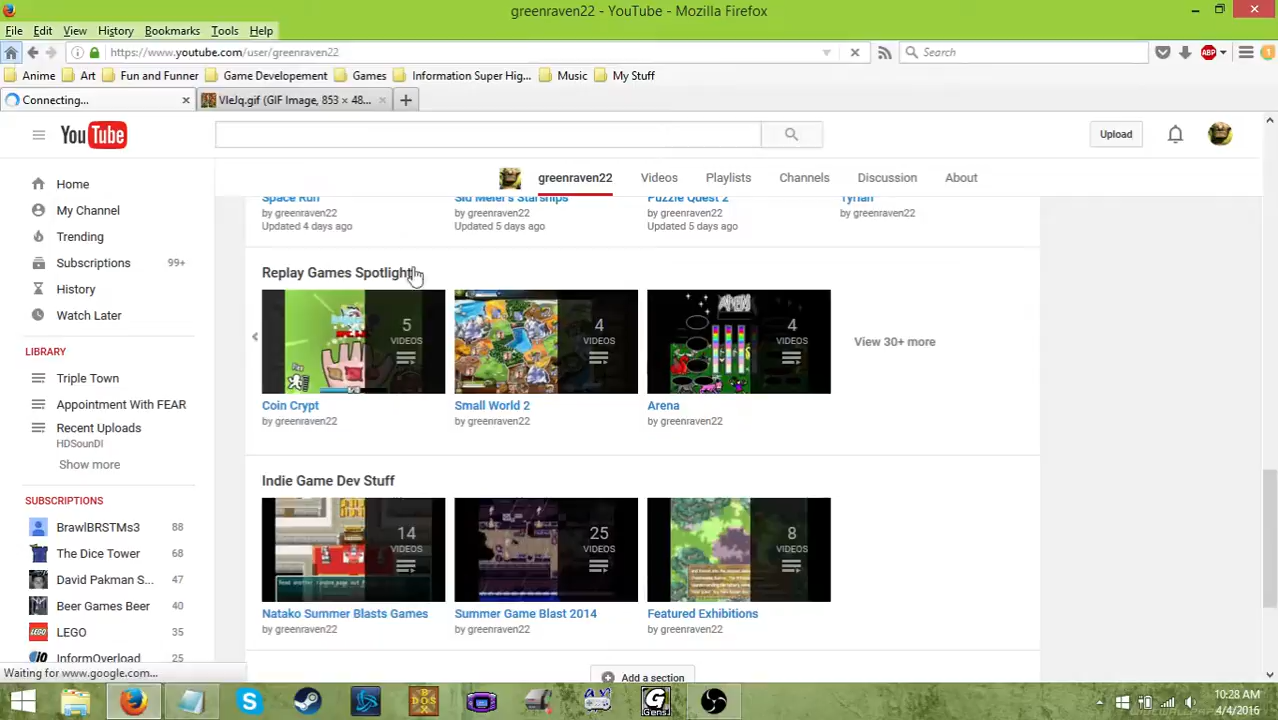 greenraven22 - YouTube - Mozilla Firefox
File Edit View History Bookmarks Tools Help
https://www.youtube.com/user/greenraven22
Search
ABP
1
Anime Art Fun and Funner Game Developement Games Information Super Hig... Music My Stuff
Connecting...
VIeJq.gif (GIF Image, 853 × 48...
YouTube
Upload
greenraven22 Videos Playlists Channels Discussion About
Home
My Channel
Trending
Subscriptions 99+
History
Watch Later
LIBRARY
Triple Town
Appointment With FEAR
Recent Uploads
HDSounDI
Show more
SUBSCRIPTIONS
BrawlBRSTMs3 88
The Dice Tower 68
David Pakman S... 47
Beer Games Beer 40
LEGO 35
InformOverload 25
Space Run Sid Meier's Starships Puzzle Quest 2 Tyrian
by greenraven22 by greenraven22 by greenraven22 by greenraven22
Updated 4 days ago Updated 5 days ago Updated 5 days ago
Replay Games Spotlight
5 VIDEOS
4 VIDEOS
4 VIDEOS
View 30+ more
Coin Crypt Small World 2 Arena
by greenraven22 by greenraven22 by greenraven22
Indie Game Dev Stuff
14 VIDEOS
25 VIDEOS
8 VIDEOS
Natako Summer Blasts Games Summer Game Blast 2014 Featured Exhibitions
by greenraven22 by greenraven22 by greenraven22
Add a section
Waiting for www.google.com...
Gens
10:28 AM
4/4/2016